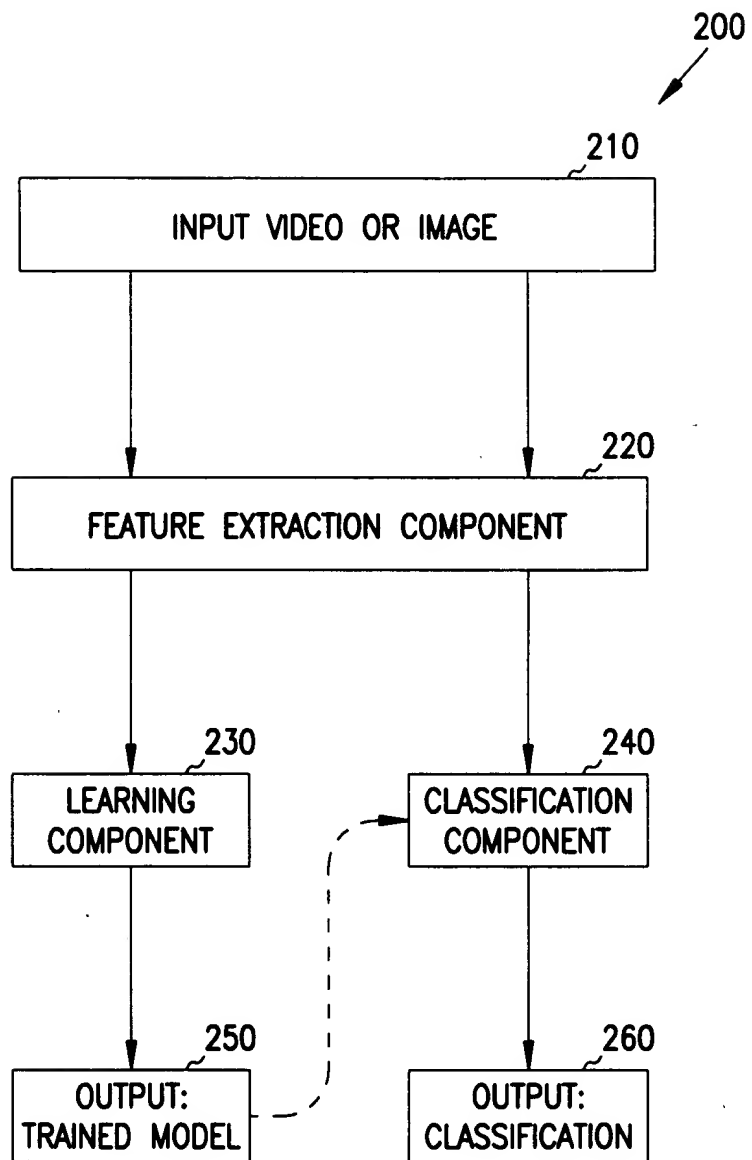 200
210
INPUT VIDEO OR IMAGE
220
FEATURE EXTRACTION COMPONENT
230
LEARNING
COMPONENT
240
CLASSIFICATION
COMPONENT
250
OUTPUT:
TRAINED MODEL
260
OUTPUT:
CLASSIFICATION